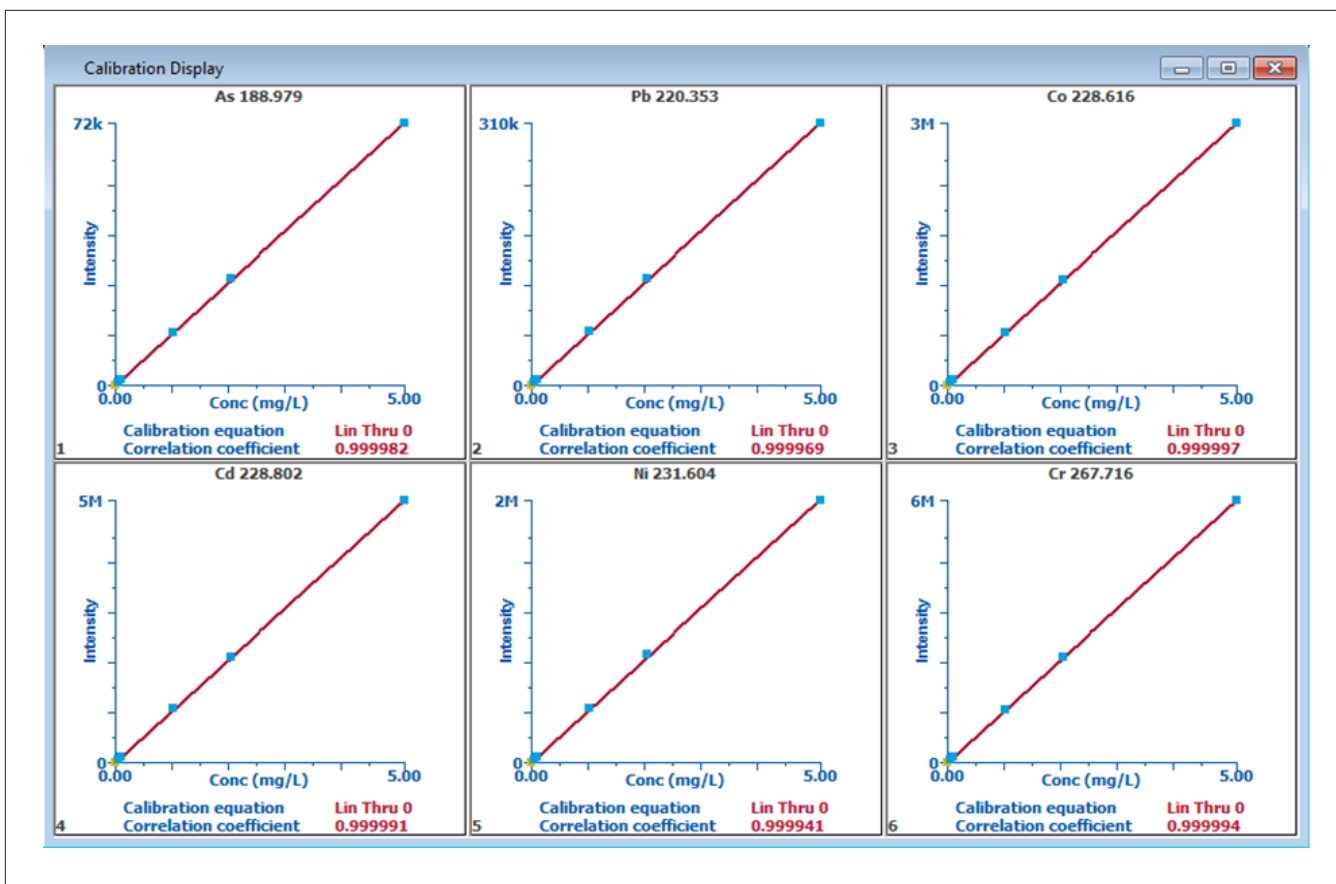 Calibration Display
As 188.979
72k
Intensity
0
0.00
Conc (mg/L)
5.00
Calibration equation Lin Thru 0
1 Correlation coefficient 0.999982
Pb 220.353
310k
Intensity
0
0.00
Conc (mg/L)
5.00
Calibration equation Lin Thru 0
2 Correlation coefficient 0.999969
Co 228.616
3M
Intensity
0
0.00
Conc (mg/L)
5.00
Calibration equation Lin Thru 0
3 Correlation coefficient 0.999997
Cd 228.802
5M
Intensity
0
0.00
Conc (mg/L)
5.00
Calibration equation Lin Thru 0
4 Correlation coefficient 0.999991
Ni 231.604
2M
Intensity
0
0.00
Conc (mg/L)
5.00
Calibration equation Lin Thru 0
5 Correlation coefficient 0.999941
Cr 267.716
6M
Intensity
0
0.00
Conc (mg/L)
5.00
Calibration equation Lin Thru 0
6 Correlation coefficient 0.999994